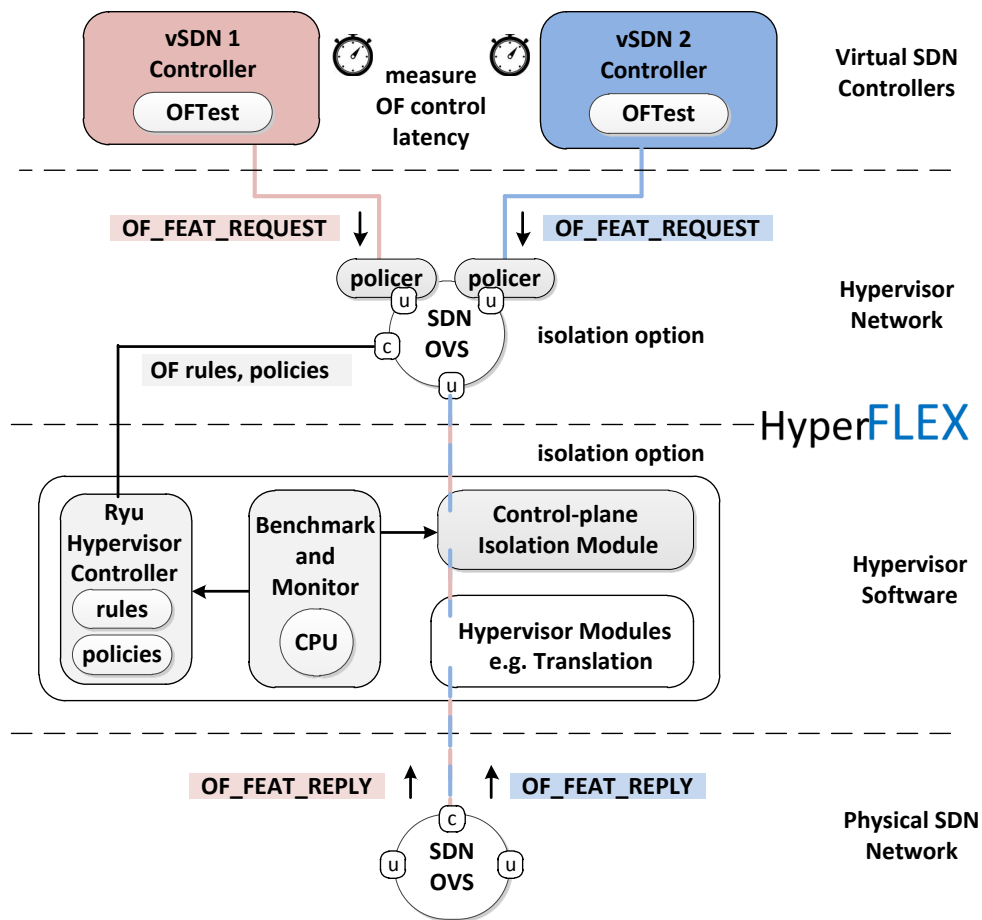 vSDN 1
Controller
OFTest
measure
OF control
latency
vSDN 2
Controller
OFTest
Virtual SDN
Controllers
OF_FEAT_REQUEST
OF_FEAT_REQUEST
policer
policer
u
u
SDN
OVS
c
u
isolation option
Hypervisor
Network
OF rules, policies
HyperFLEX
isolation option
Ryu
Hypervisor
Controller
rules
policies
Benchmark
and
Monitor
CPU
Control-plane
Isolation Module
Hypervisor Modules
e.g. Translation
Hypervisor
Software
OF_FEAT_REPLY
OF_FEAT_REPLY
c
SDN
OVS
u
u
Physical SDN
Network